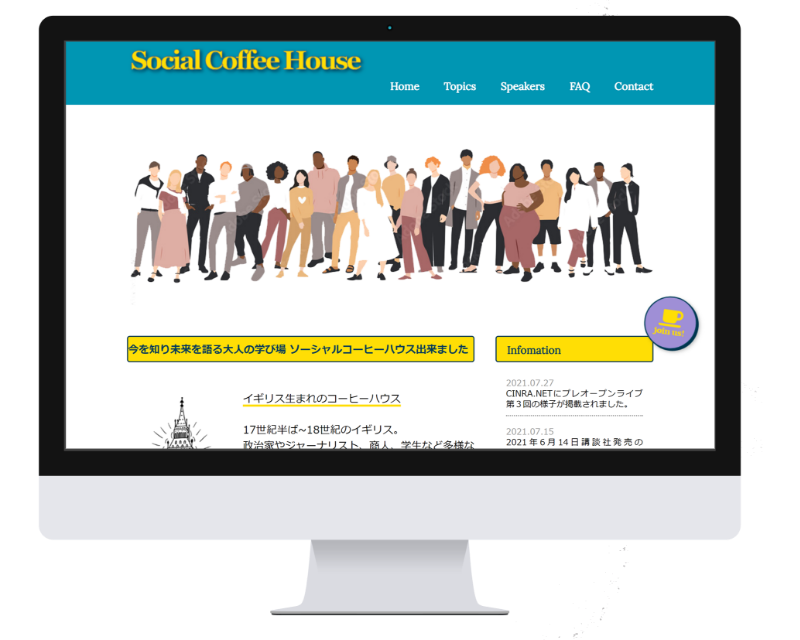 Social Coffee House
Home Topics Speakers FAQ Contact
join us!
今を知り未来を語る大人の学び場 ソーシャルコーヒーハウス出来ました
Infomation
イギリス生まれのコーヒーハウス
17世紀半ば~18世紀のイギリス。
政治家やジャーナリスト、商人、学生など多様な
2021.07.27
CINRA.NETにプレオープンライブ
第３回の様子が掲載されました。
2021.07.15
2021年6月14日講談社発売の